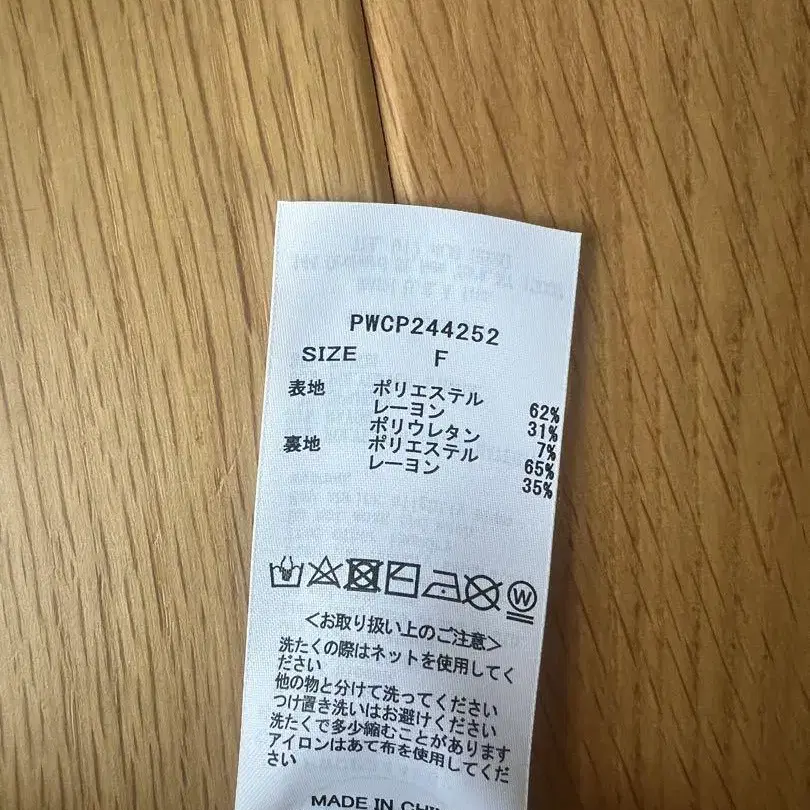 PWCP244252
SIZE F
表地 ポリエステル 62%
レーヨン 31%
ポリウレタン 7%
裏地 ポリエステル 65%
レーヨン 35%
W
<お取り扱い上のご注意>
洗たくの際はネットを使用してく
ださい
他の物と分けて洗ってください
つけ置き洗いはお避けください
洗たくで多少縮むことがあります
アイロンはあて布を使用してくだ
さい
MADE IN CHI